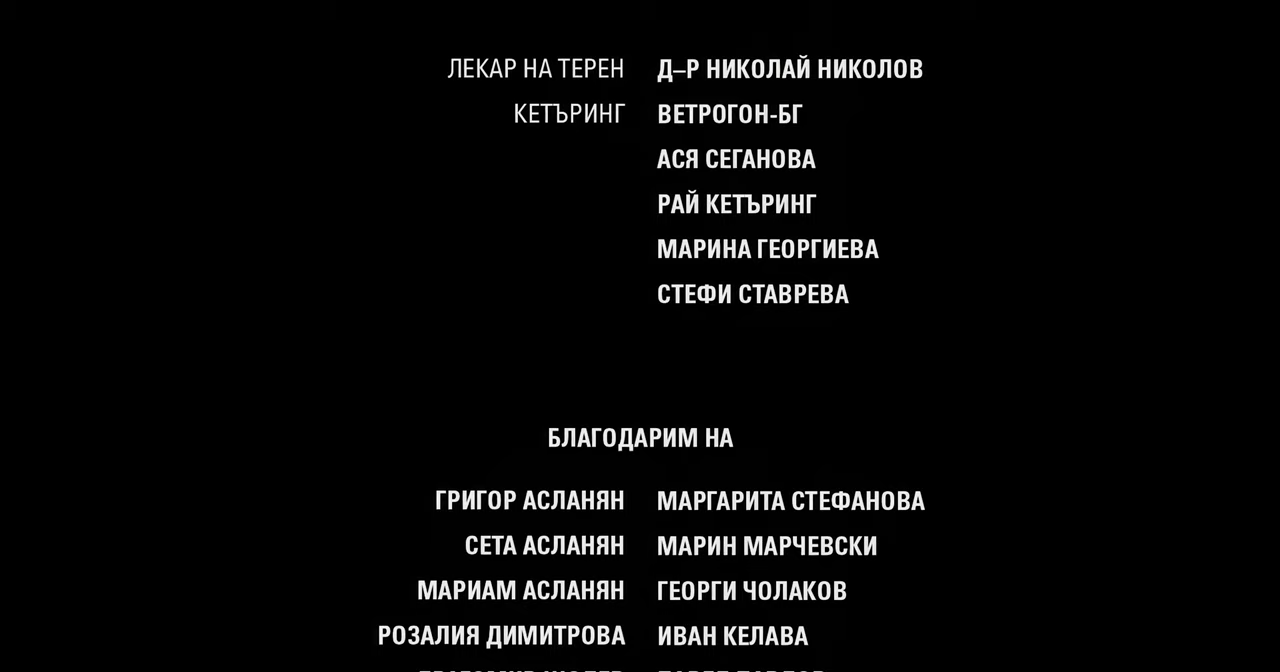 ЛЕКАР НА ТЕРЕН Д–Р НИКОЛАЙ НИКОЛОВ
КЕТЪРИНГ ВЕТРОГОН-БГ
АСЯ СЕГАНОВА
РАЙ КЕТЪРИНГ
МАРИНА ГЕОРГИЕВА
СТЕФИ СТАВРЕВА
БЛАГОДАРИМ НА
ГРИГОР АСЛАНЯН МАРГАРИТА СТЕФАНОВА
СЕТА АСЛАНЯН МАРИН МАРЧЕВСКИ
МАРИАМ АСЛАНЯН ГЕОРГИ ЧОЛАКОВ
РОЗАЛИЯ ДИМИТРОВА ИВАН КЕЛАВА